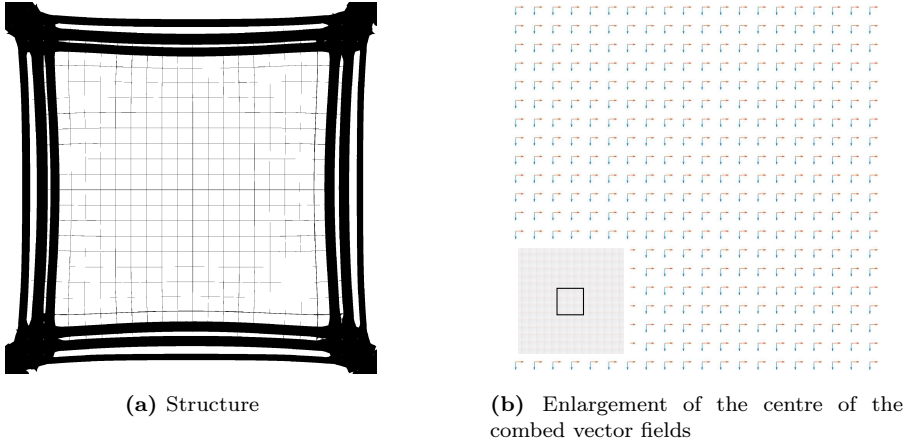 (a) Structure
(b) Enlargement of the centre of the
combed vector fields